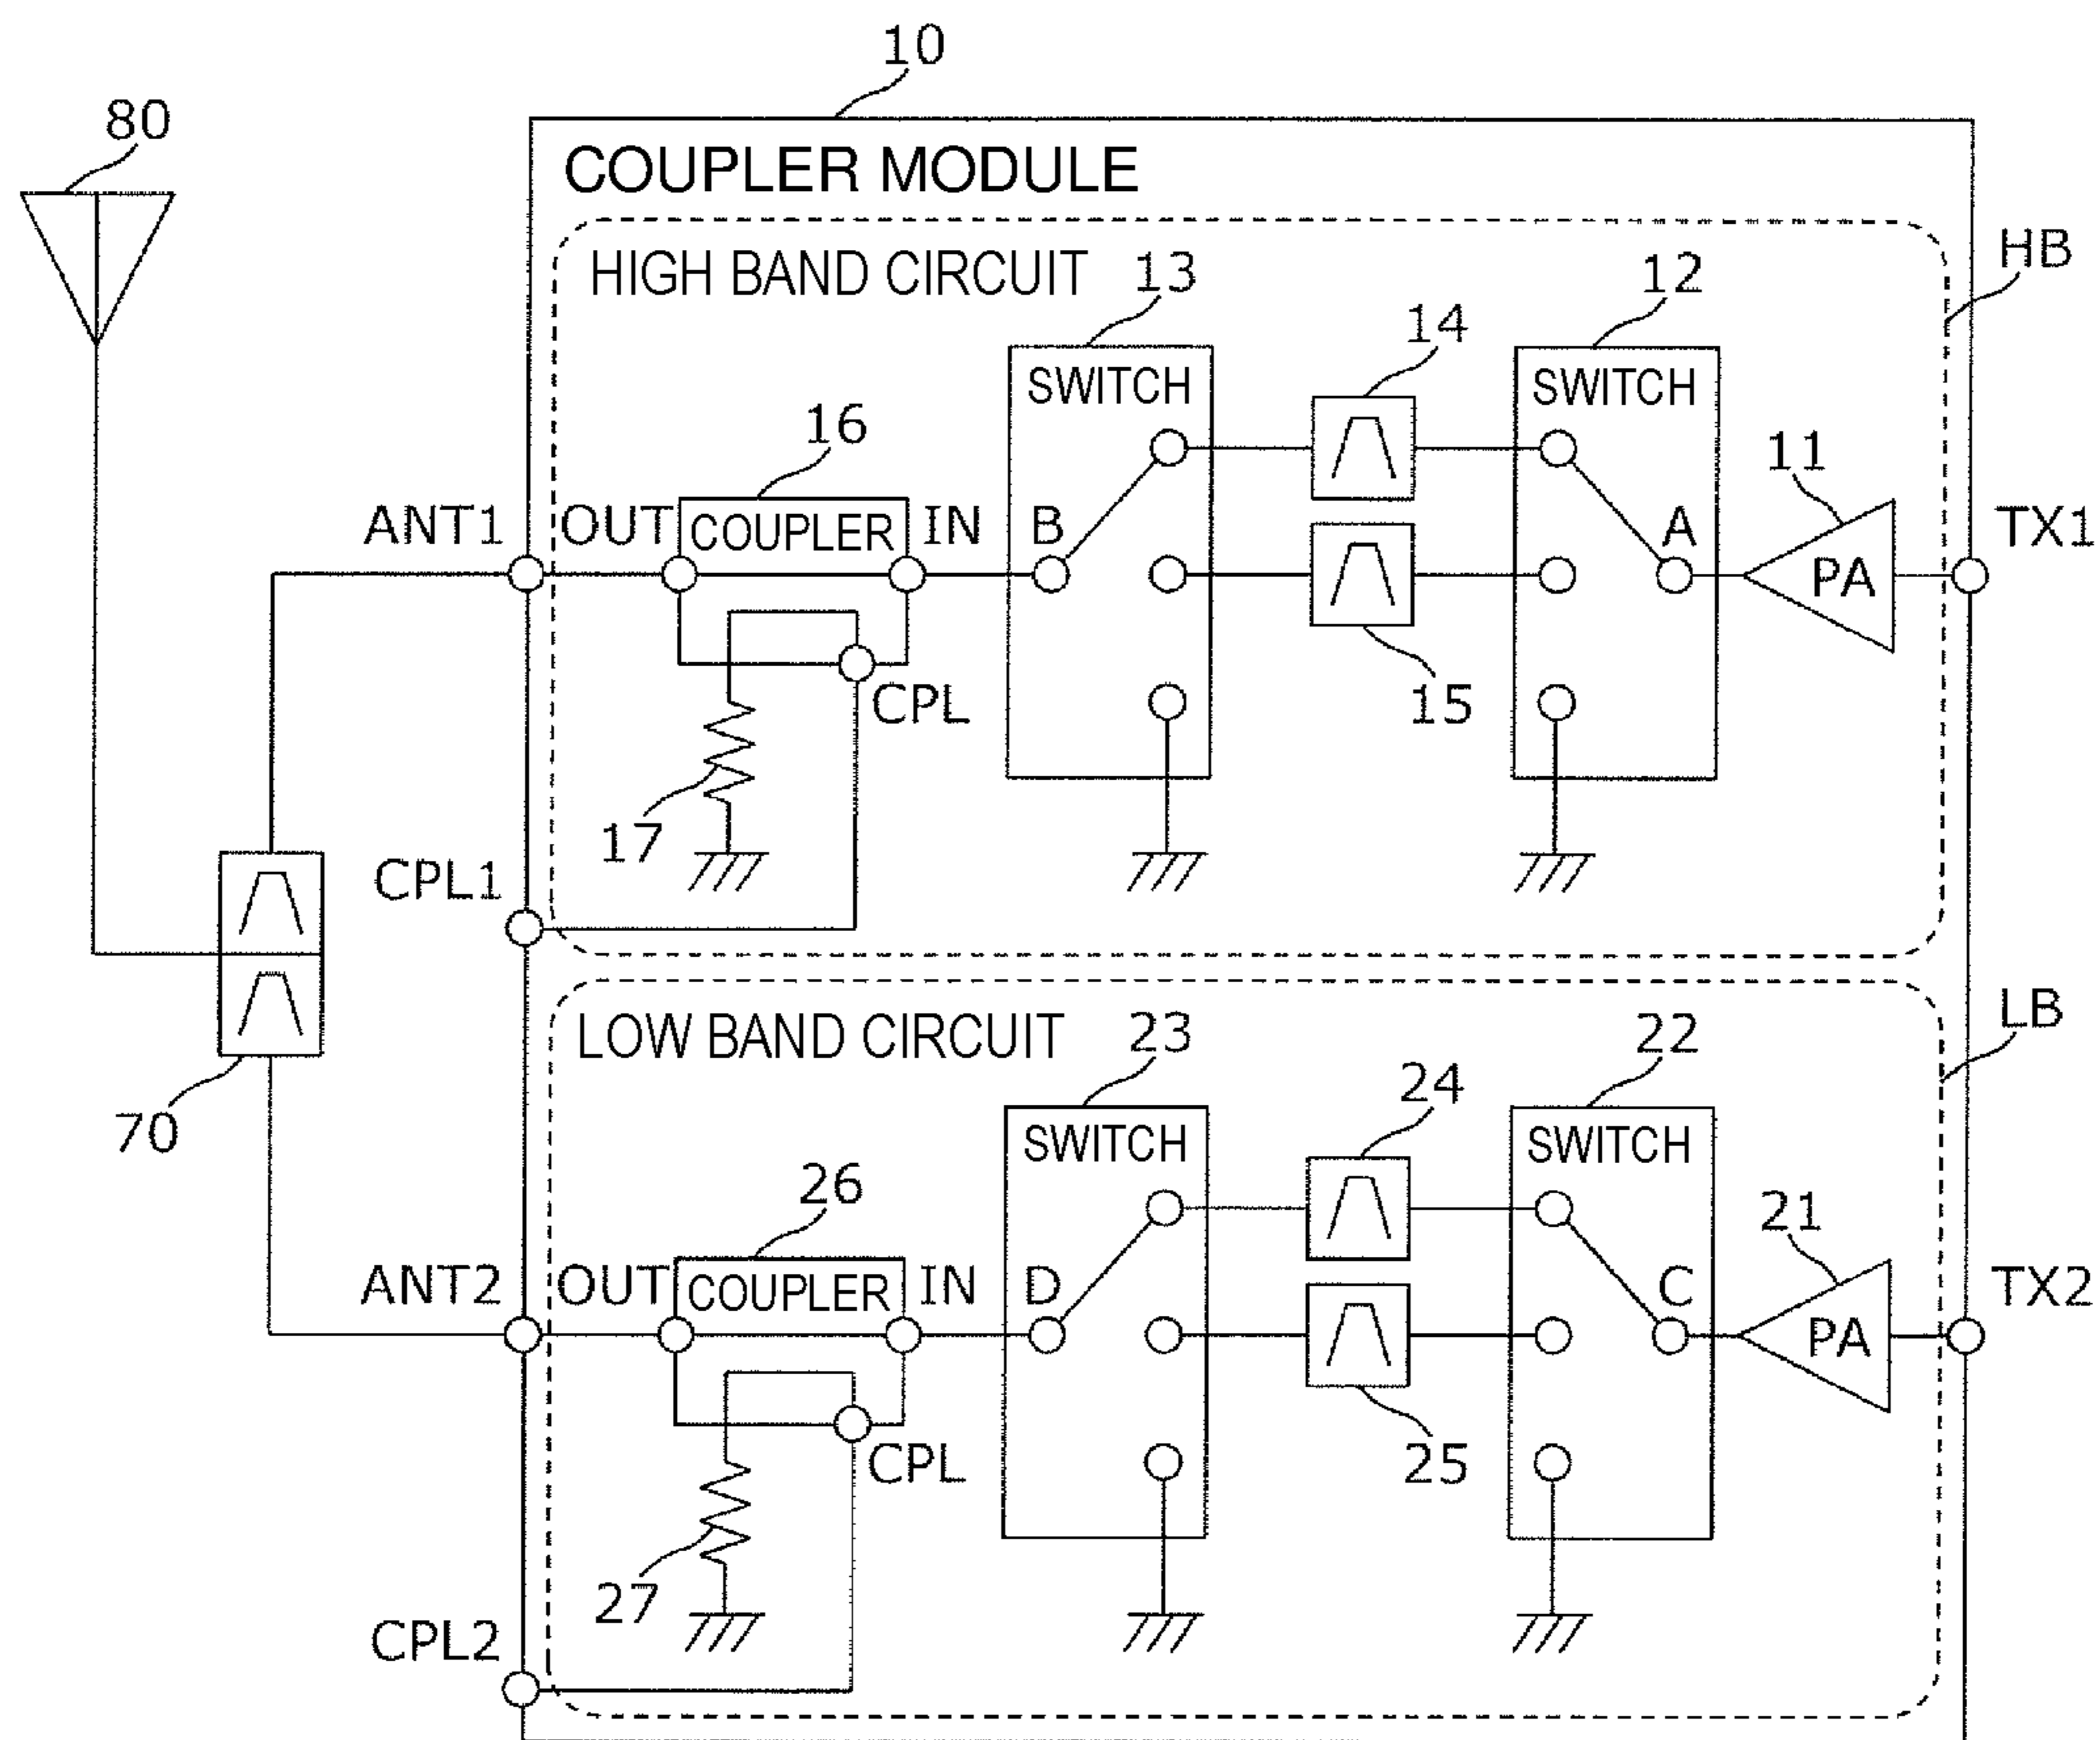 10
80
COUPLER MODULE
HIGH BAND CIRCUIT
13
12
HB
14
SWITCH
SWITCH
16
11
ANT1
OUT
COUPLER
IN
B
A
PA
TX1
CPL
15
17
CPL1
LOW BAND CIRCUIT
23
22
LB
24
70
SWITCH
SWITCH
26
21
ANT2
OUT
COUPLER
IN
D
C
PA
TX2
CPL
25
27
CPL2